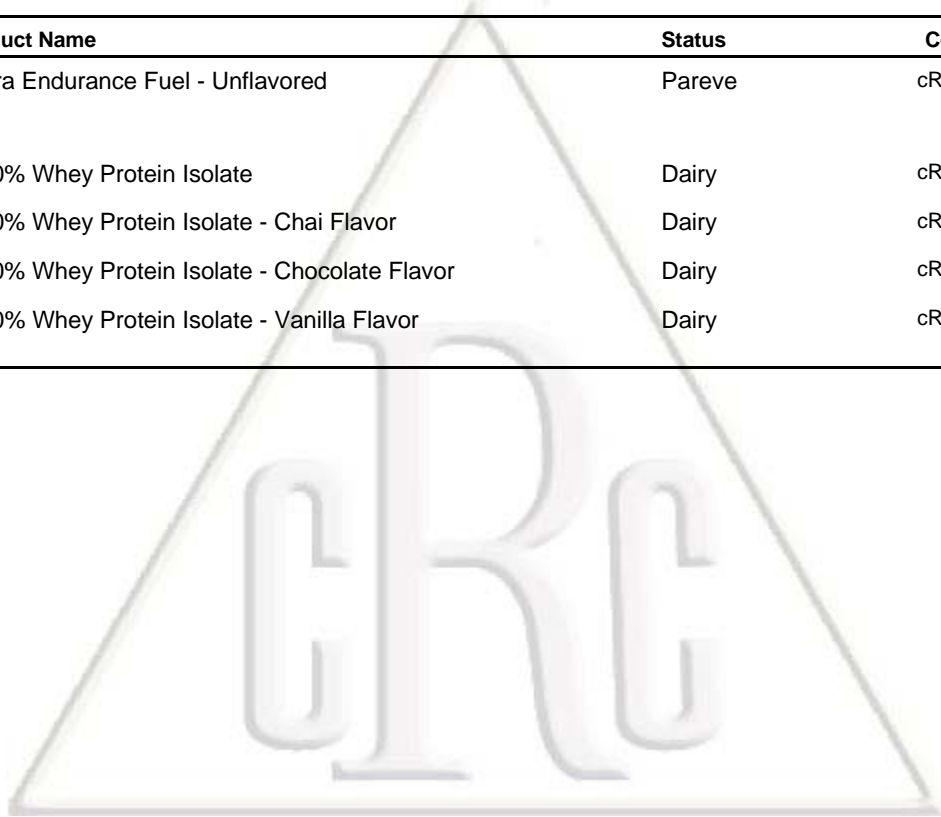 uct Name Status C
ra Endurance Fuel - Unflavored Pareve cR
0% Whey Protein Isolate Dairy cR
0% Whey Protein Isolate - Chai Flavor Dairy cR
0% Whey Protein Isolate - Chocolate Flavor Dairy cR
0% Whey Protein Isolate - Vanilla Flavor Dairy cR
cRc